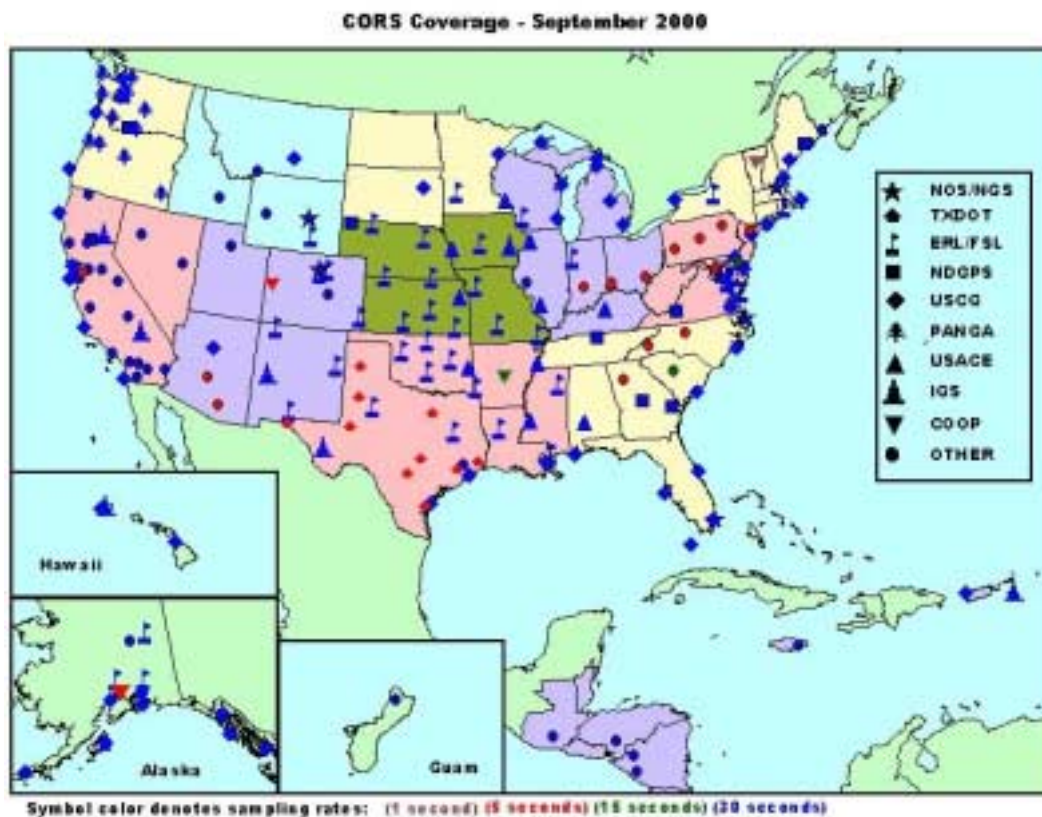 CORS Coverage - September 2000
NOS/NGS
TXDOT
ERL/FSL
NDGPS
USCG
PANGA
USACE
IGS
COOP
OTHER
Hawaii
Alaska
Guam
Symbol color denotes sampling rates: (1 second) (5 seconds) (15 seconds) (30 seconds)